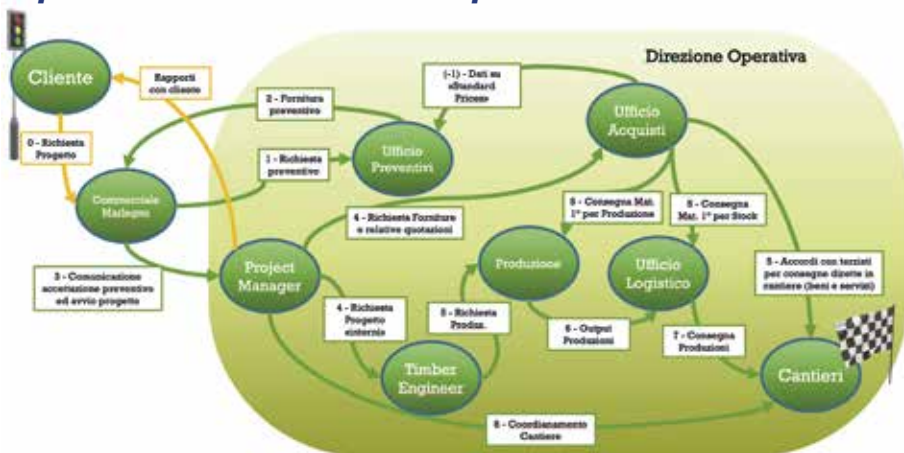 Direzione Operativa
Cliente
Rapporti
con cliente
(-1) - Dati su
«Standard
Prices»
2 - Fornitura
preventivo
Ufficio
Acquisti
0 - Richiesta
Progetto
Ufficio
Preventivi
1 - Richiesta
preventivo
Commerciale
Marlegno
4 - Richiesta Forniture
e relative quotazioni
5 - Consegna Mat.
1° per Produzione
5 - Consegna
Mat. 1° per Stock
3 - Comunicazione
accettazione preventivo
ed avvio progetto
Project
Manager
Produzione
Ufficio
Logistico
5 - Accordi con terzisti
per consegne dirette in
cantiere (beni e servizi)
4 - Richiesta
Progetto
«interni»
5 - Richiesta
Produz.
6 - Output
Produzioni
7 - Consegna
Produzioni
Timber
Engineer
Cantieri
8 - Coordianamento
Cantiere